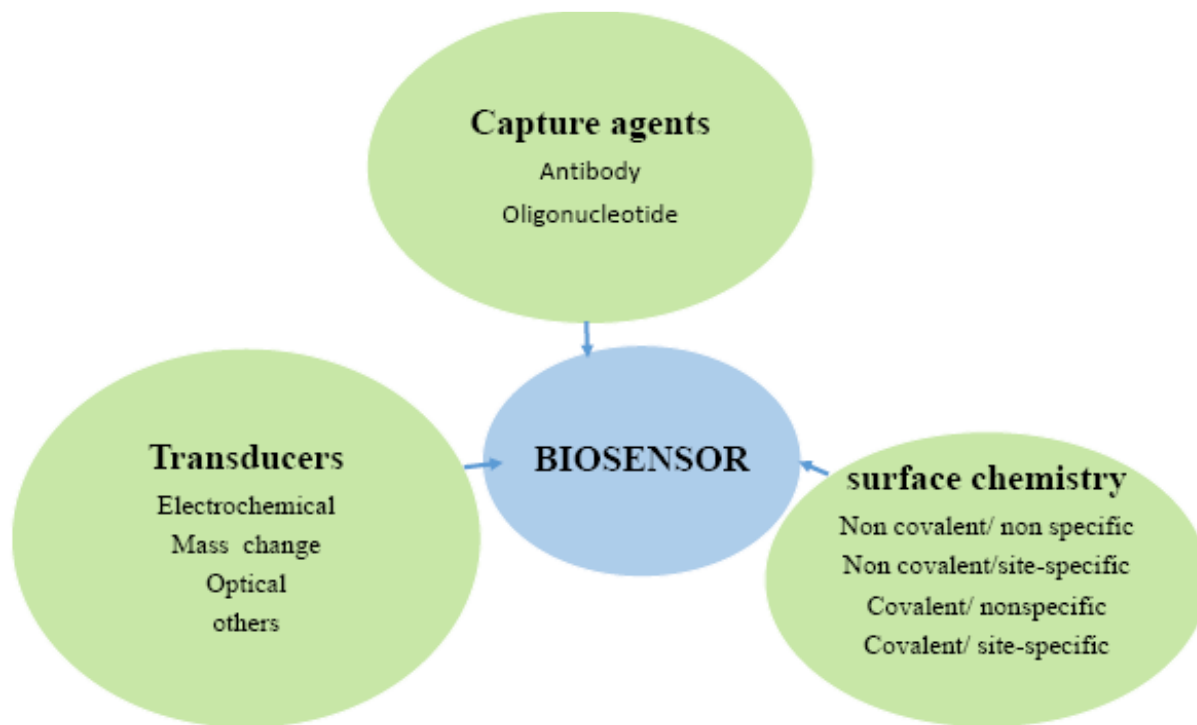 Capture agents
Antibody
Oligonucleotide
BIOSENSOR
Transducers
Electrochemical
Mass change
Optical
others
surface chemistry
Non covalent/ non specific
Non covalent/site-specific
Covalent/ nonspecific
Covalent/ site-specific